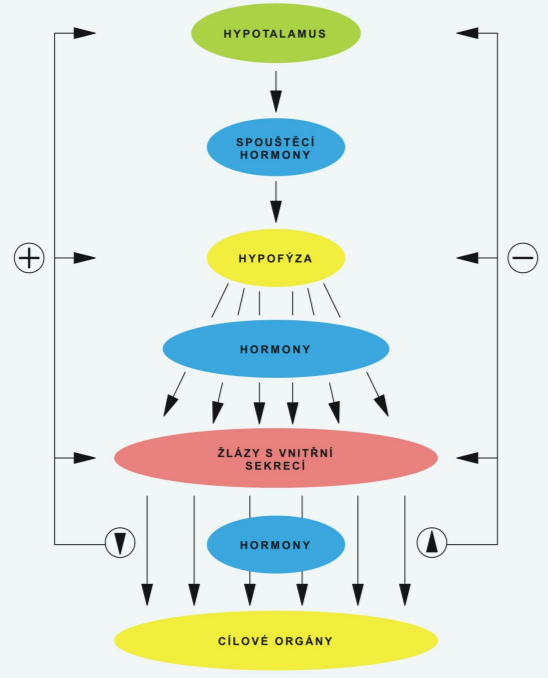 HYPOTALAMUS
SPOUŠTĚCÍ
HORMONY
HYPOFÝZA
HORMONY
ŽLÁZY S VNITŘNÍ
SEKRECÍ
HORMONY
CÍLOVÉ ORGÁNY